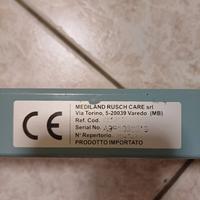 CE
MEDILAND RUSCH CARE srl
Via Torino, 5-20039 Varedo (MB)
Ref. Cod.
Serial No.
N° Repertorio
PRODOTTO IMPORTATO